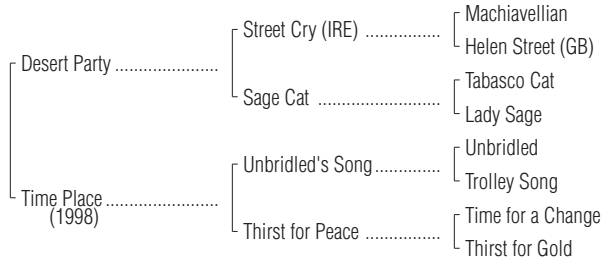 Machiavellian
Street Cry (IRE) ................
Helen Street (GB)
Desert Party ......................
Tabasco Cat
Sage Cat ..........................
Lady Sage
Unbridled
Unbridled's Song ..............
Trolley Song
Time Place ........................
(1998)
Time for a Change
Thirst for Peace ................
Thirst for Gold